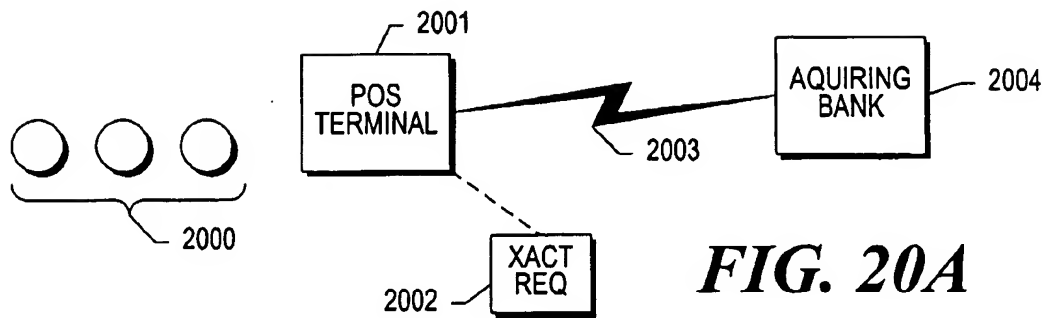 2001
POS
TERMINAL
2003
AQUIRING
BANK
2004
2000
XACT
REQ
2002
FIG. 20A